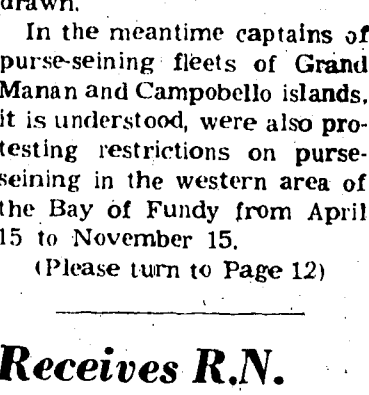 drawn.
In the meantime captains of
purse-seining fleets of Grand
Manan and Campobello islands,
it is understood, were also pro-
testing restrictions on purse-
seining in the western area of
the Bay of Fundy from April
15 to November 15.
(Please turn to Page 12)
Receives R.N.